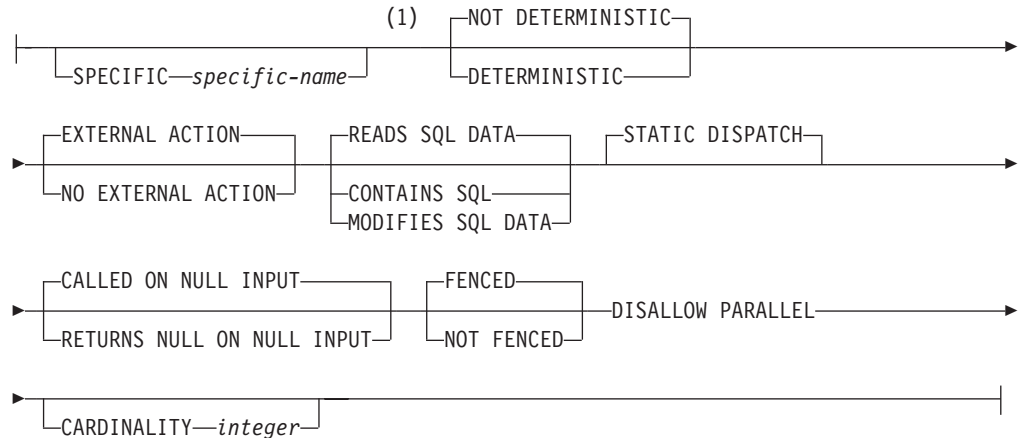 (1) NOT DETERMINISTIC
SPECIFIC specific-name DETERMINISTIC
EXTERNAL ACTION READS SQL DATA STATIC DISPATCH
NO EXTERNAL ACTION CONTAINS SQL
MODIFIES SQL DATA
CALLED ON NULL INPUT FENCED
DISALLOW PARALLEL
RETURNS NULL ON NULL INPUT NOT FENCED
CARDINALITY integer